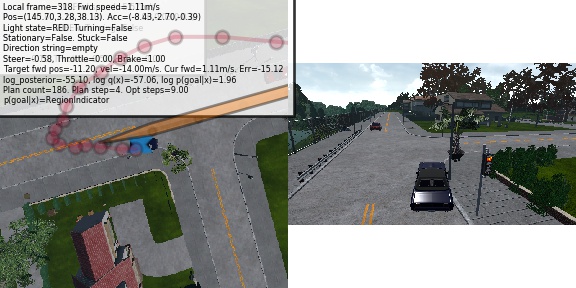 Local frame=318. Fwd speed=1.11m/s
Pos=(145.70,3.28,38.13). Acc=(-8.43,-2.70,-0.39)
Light state=RED. Turning=False
Stationary=False. Stuck=False
Direction string=empty
Steer=-0.58, Throttle=0.00, Brake=1.00
Target fwd pos=-11.20, vel=-14.00m/s. Cur fwd=1.11m/s, Err=-15.12
log_posterior=-55.10, log q(x)=-57.06, log p(goal|x)=1.96
Plan count=186. Plan step=4. Opt steps=9.00
p(goal|x)=RegionIndicator